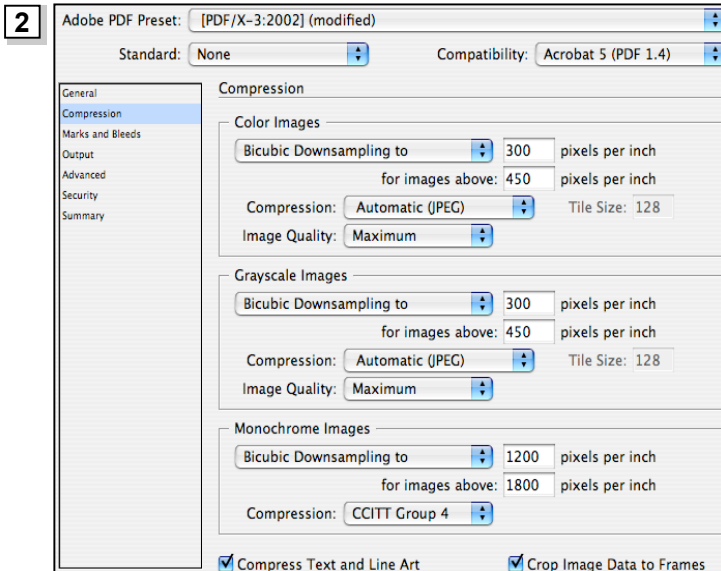 2
Adobe PDF Preset: [PDF/X-3:2002] (modified)
Standard: None Compatibility: Acrobat 5 (PDF 1.4)
General
Compression
Marks and Bleeds
Output
Advanced
Security
Summary
Compression
Color Images
Bicubic Downsampling to 300 pixels per inch
for images above: 450 pixels per inch
Compression: Automatic (JPEG) Tile Size: 128
Image Quality: Maximum
Grayscale Images
Bicubic Downsampling to 300 pixels per inch
for images above: 450 pixels per inch
Compression: Automatic (JPEG) Tile Size: 128
Image Quality: Maximum
Monochrome Images
Bicubic Downsampling to 1200 pixels per inch
for images above: 1800 pixels per inch
Compression: CCITT Group 4
Compress Text and Line Art Crop Image Data to Frames